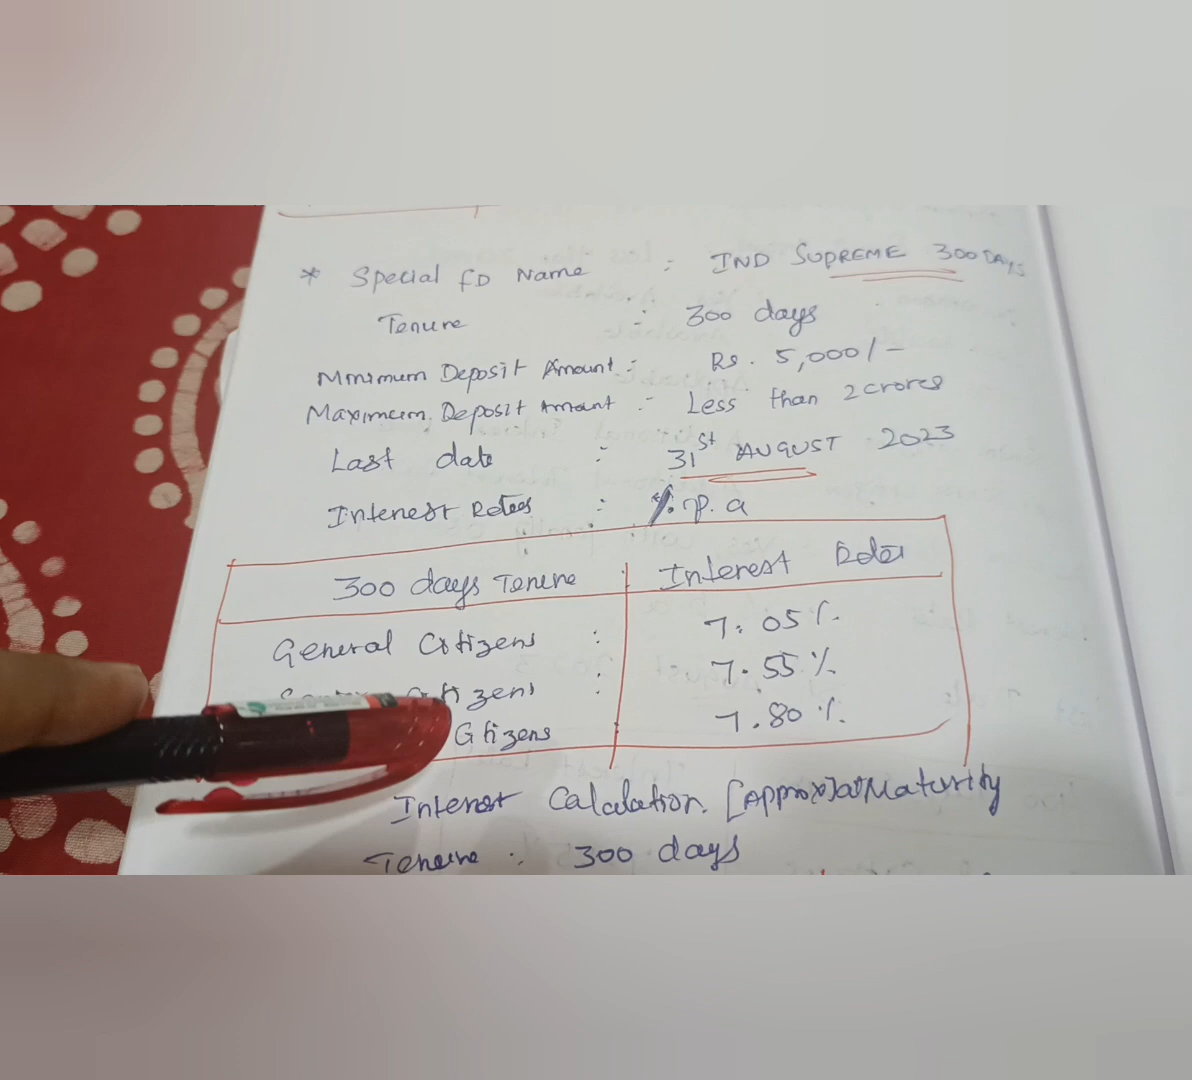 * Special FD Name : IND SUPREME 300 DAYS
Tenure : 300 days
Minimum Deposit Amount :- Rs. 5,000/-
Maximum Deposit Amount :- Less than 2 crores
Last date :- 31st AUGUST 2023
Interest Rates : %. p. a
300 days Tenure : Interest Rates
General Citizens : 7.05%
Citizens : 7.55%
Citizens : 7.80%
Interest Calculation [Approx] at Maturity
Tenure :- 300 days